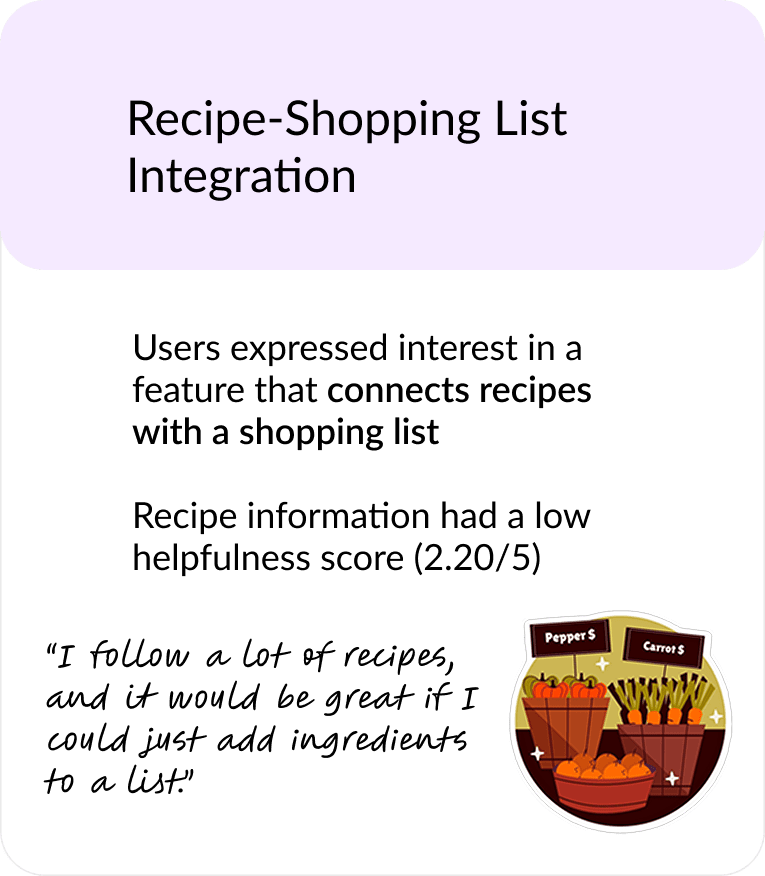 Recipe-Shopping List
Integration
Users expressed interest in a
feature that connects recipes
with a shopping list
Recipe information had a low
helpfulness score (2.20/5)
“I follow a lot of recipes,
and it would be great if I
could just add ingredients
to a list.”
Pepper $
Carrot $